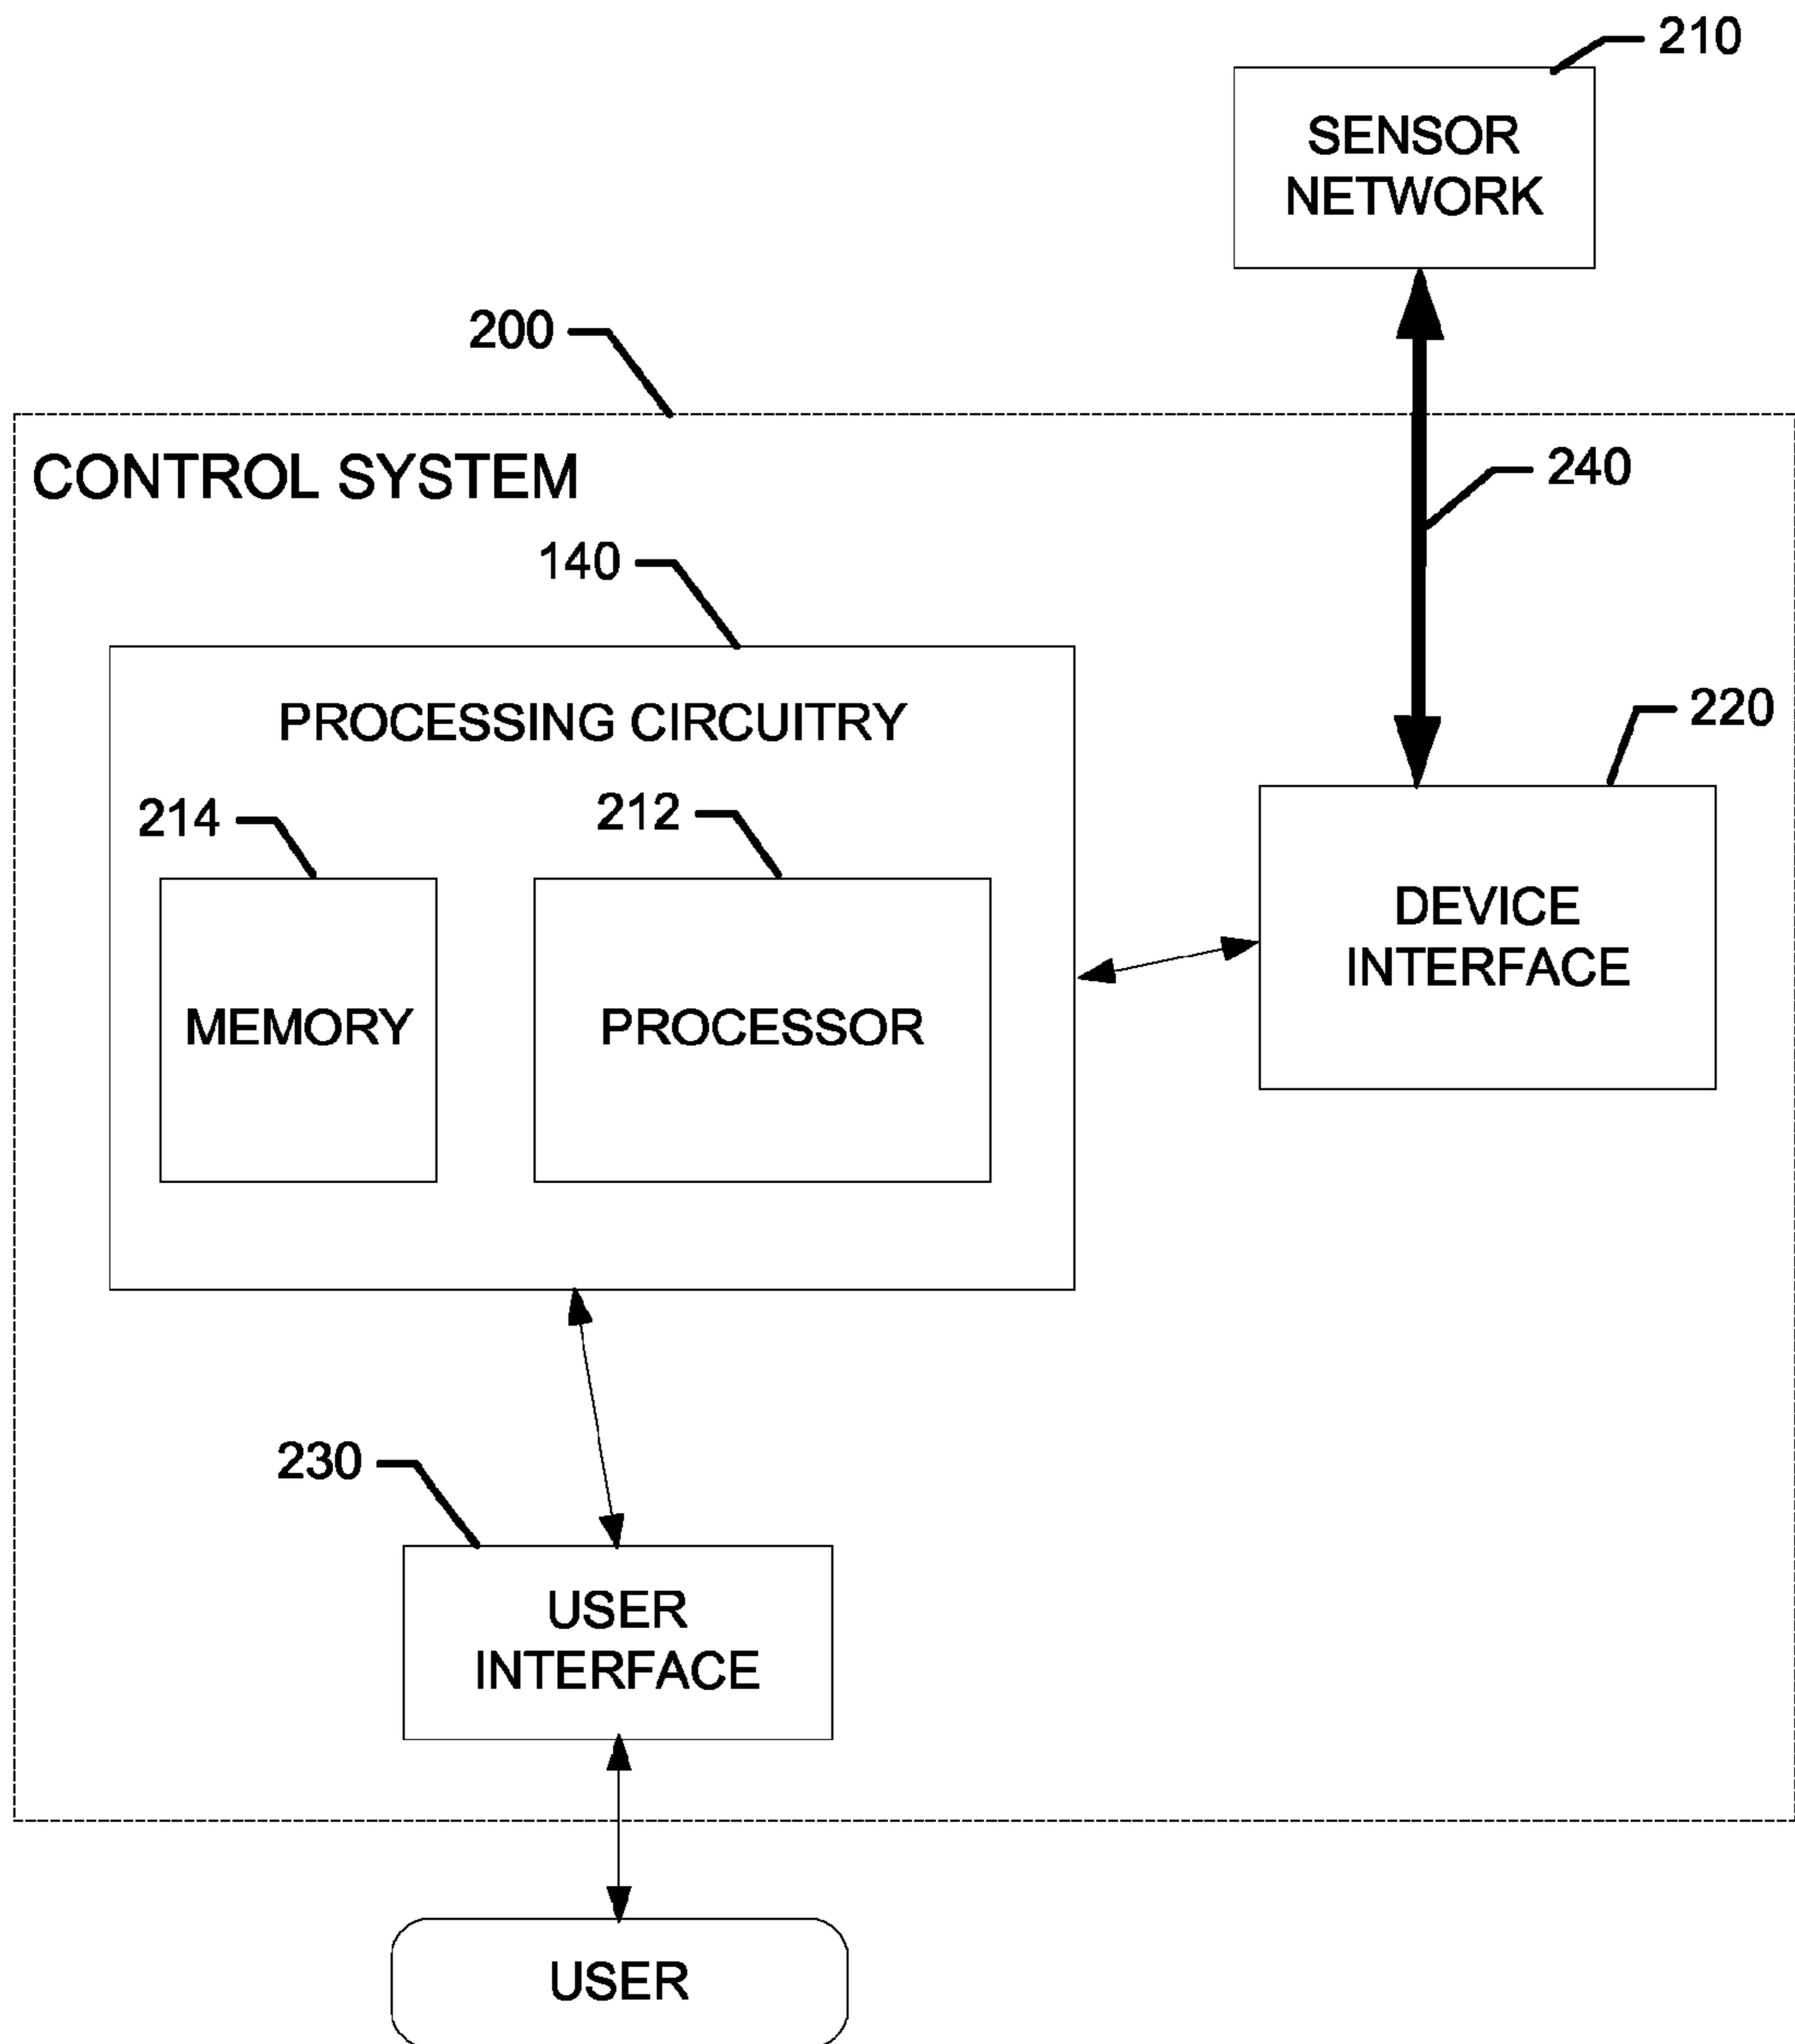 210
SENSOR
NETWORK
200
CONTROL SYSTEM
240
140
PROCESSING CIRCUITRY
220
214
212
DEVICE
INTERFACE
MEMORY
PROCESSOR
230
USER
INTERFACE
USER